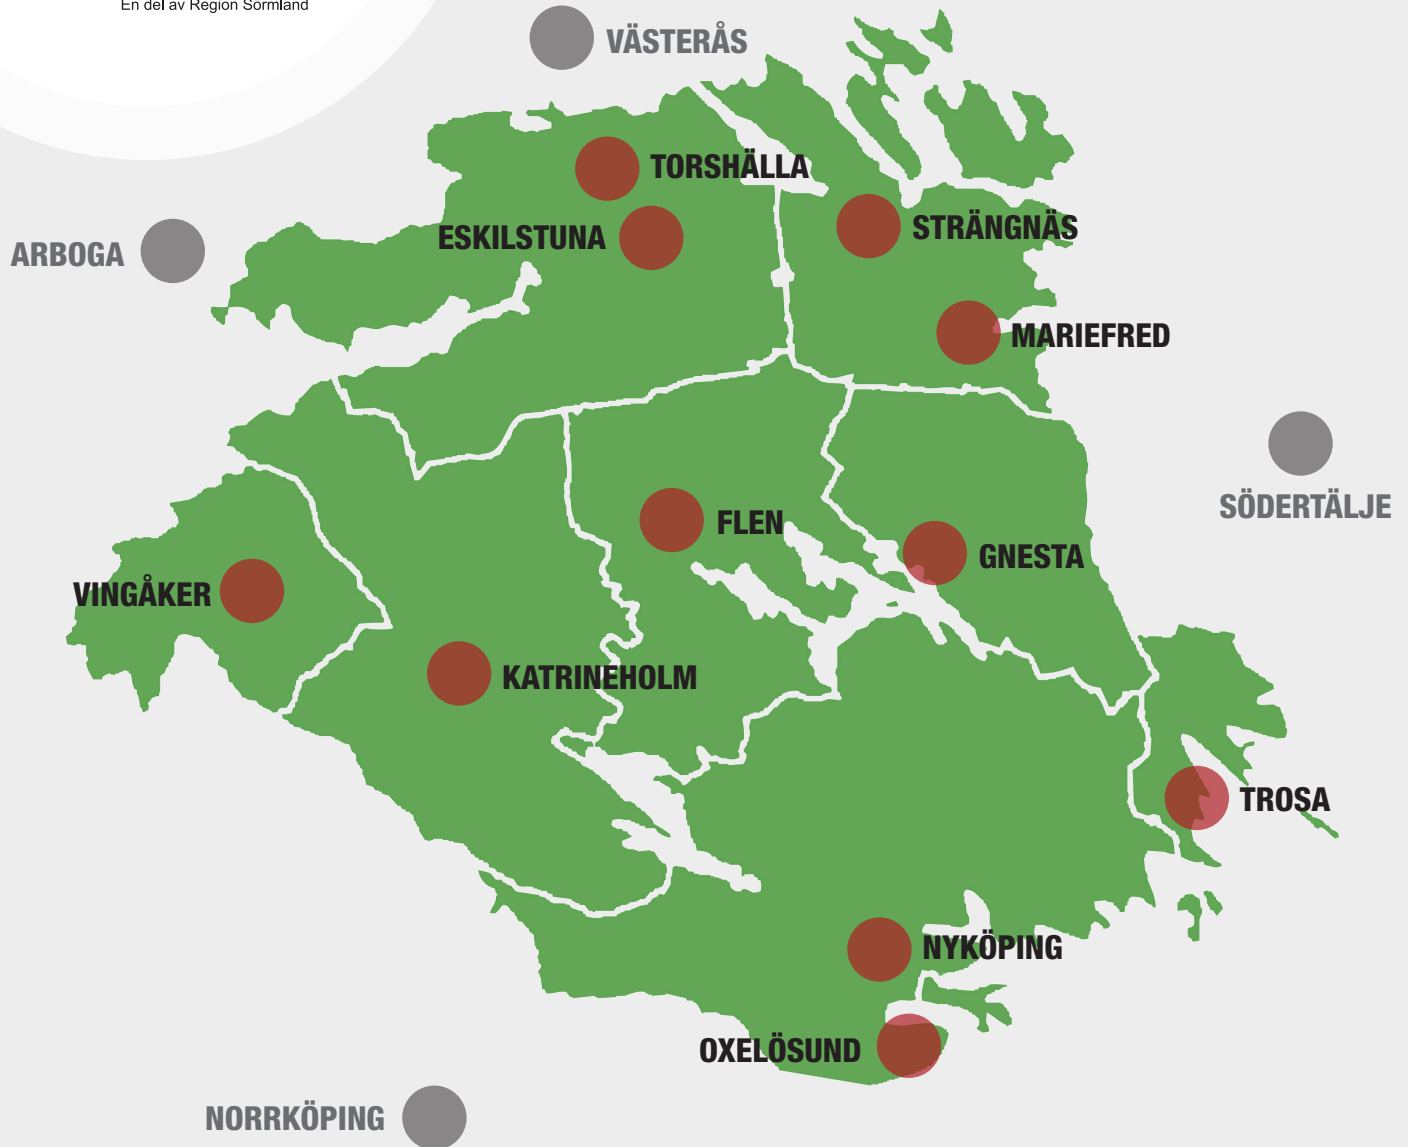 En del av Region Sörmland
VÄSTERÅS
TORSHÄLLA
STRÄNGNÄS
ESKILSTUNA
ARBOGA
MARIEFRED
SÖDERTÄLJE
FLEN
GNESTA
VINGÅKER
KATRINEHOLM
TROSA
NYKÖPING
OXELÖSUND
NORRKÖPING